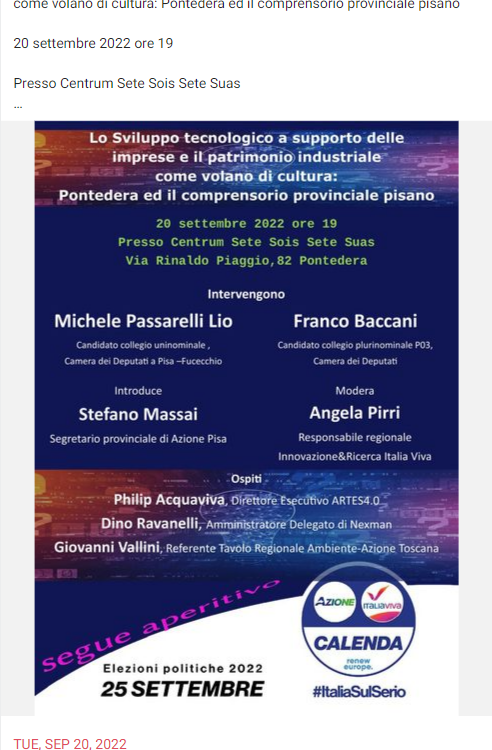 come volano di cultura: Pontedera ed il comprensorio provinciale pisano
20 settembre 2022 ore 19
Presso Centrum Sete Sois Sete Suas
...
Lo Sviluppo tecnologico a supporto delle
imprese e il patrimonio industriale
come volano di cultura:
Pontedera ed il comprensorio provinciale pisano
20 settembre 2022 ore 19
Presso Centrum Sete Sois Sete Suas
Via Rinaldo Piaggio,82 Pontedera
Intervengono
Michele Passarelli Lio
Candidato collegio uninominale ,
Camera dei Deputati a Pisa –Fucecchio
Franco Baccani
Candidato collegio plurinominale P03,
Camera dei Deputati
Introduce
Stefano Massai
Segretario provinciale di Azione Pisa
Modera
Angela Pirri
Responsabile regionale
Innovazione&Ricerca Italia Viva
Ospiti
Philip Acquaviva, Direttore Esecutivo ARTES4.0
Dino Ravanelli, Amministratore Delegato di Nexman
Giovanni Vallini, Referente Tavolo Regionale Ambiente-Azione Toscana
segue aperitivo
AZIONE
ITALIAVIVA
CALENDA
renew
europe.
Elezioni politiche 2022
25 SETTEMBRE
#ItaliaSulSerio
TUE, SEP 20, 2022